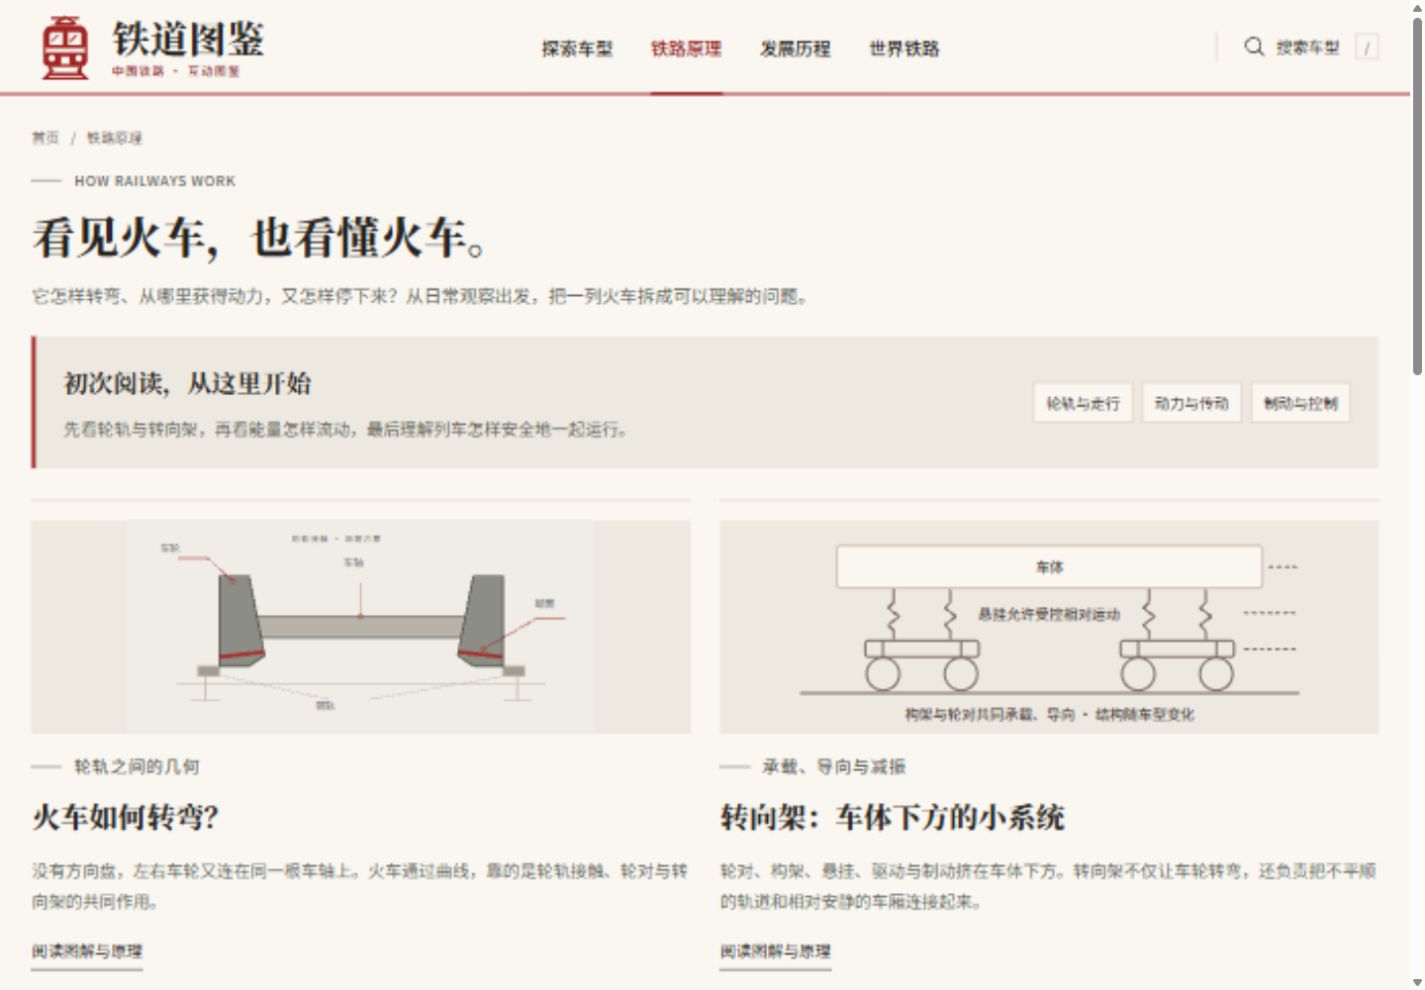 铁道图鉴
中国铁路 · 互动图鉴
探索车型
铁路原理
发展历程
世界铁路
搜索车型
/
首页 / 铁路原理
HOW RAILWAYS WORK
看见火车，也看懂火车。
它怎样转弯、从哪里获得动力，又怎样停下来？从日常观察出发，把一列火车拆成可以理解的问题。
初次阅读，从这里开始
先看轮轨与转向架，再看能量怎样流动，最后理解列车怎样安全地一起运行。
轮轨与走行
动力与传动
制动与控制
车轮
车轴
钢轨
车体
悬挂允许受控相对运动
构架与轮对共同承载、导向 · 结构随车型变化
轮轨之间的几何
火车如何转弯？
没有方向盘，左右车轮又连在同一根车轴上。火车通过曲线，靠的是轮轨接触、轮对与转
向架的共同作用。
阅读图解与原理
承载、导向与减振
转向架：车体下方的小系统
轮对、构架、悬挂、驱动与制动挤在车体下方。转向架不仅让车轮转弯，还负责把不平顺
的轨道和相对安静的车厢连接起来。
阅读图解与原理